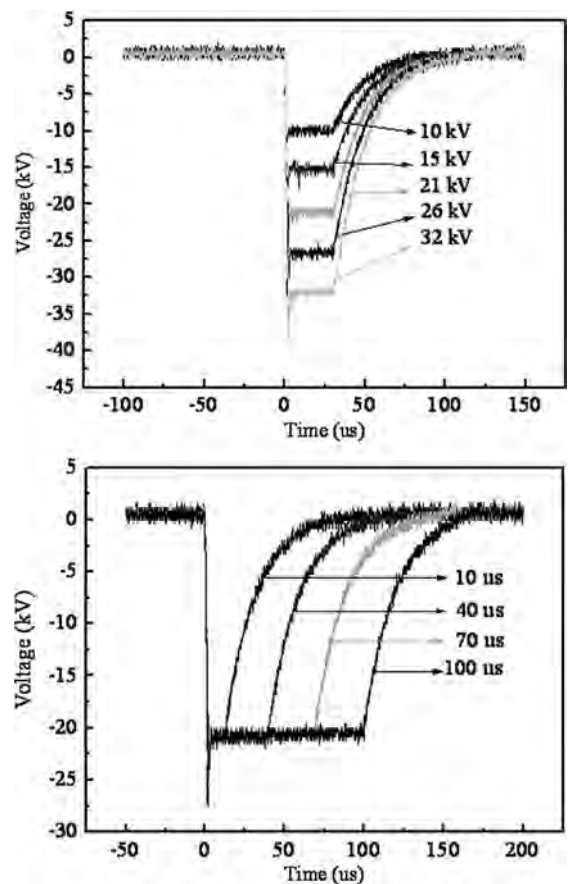 5
0
-5
-10
-15
-20
-25
-30
-35
-40
-45
Voltage (kV)
10 kV
15 kV
21 kV
26 kV
32 kV
-100 -50 0 50 100 150
Time (us)
5
0
-5
-10
-15
-20
-25
-30
Voltage (kV)
10 us
40 us
70 us
100 us
-50 0 50 100 150 200
Time (us)